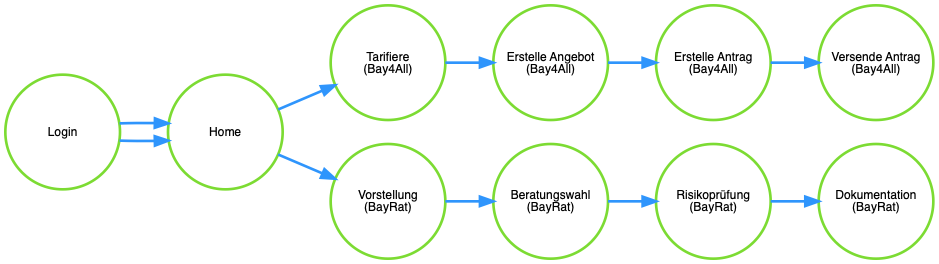 Login
Home
Tarifiere
(Bay4All)
Erstelle Angebot
(Bay4All)
Erstelle Antrag
(Bay4All)
Versende Antrag
(Bay4All)
Vorstellung
(BayRat)
Beratungswahl
(BayRat)
Risikoprüfung
(BayRat)
Dokumentation
(BayRat)